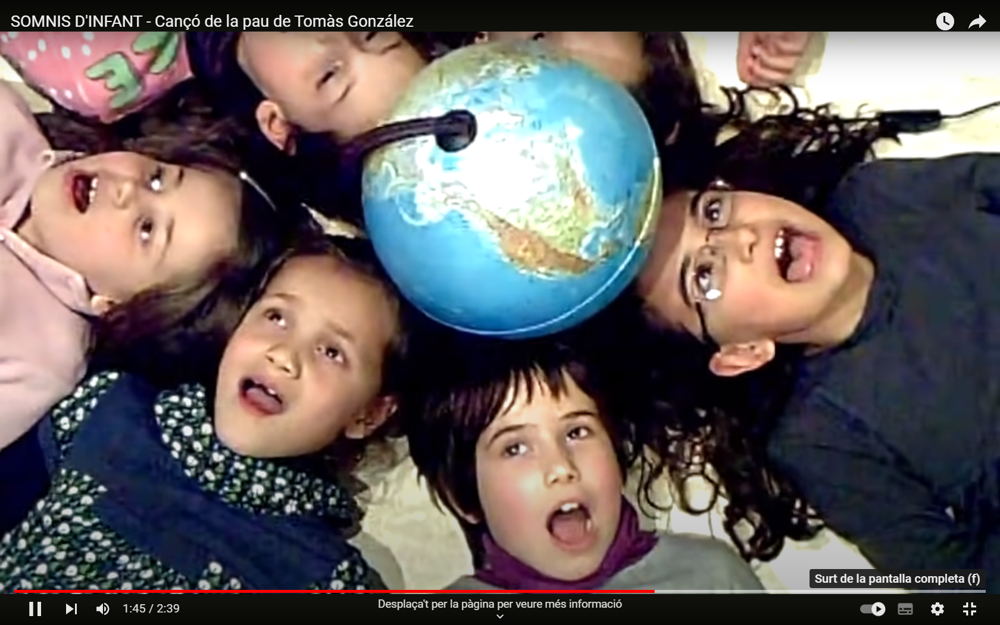 SOMNIS D'INFANT - Cançó de la pau de Tomàs González
Surt de la pantalla completa (f)
1:45 / 2:39
Desplaça't per la pàgina per veure més informació